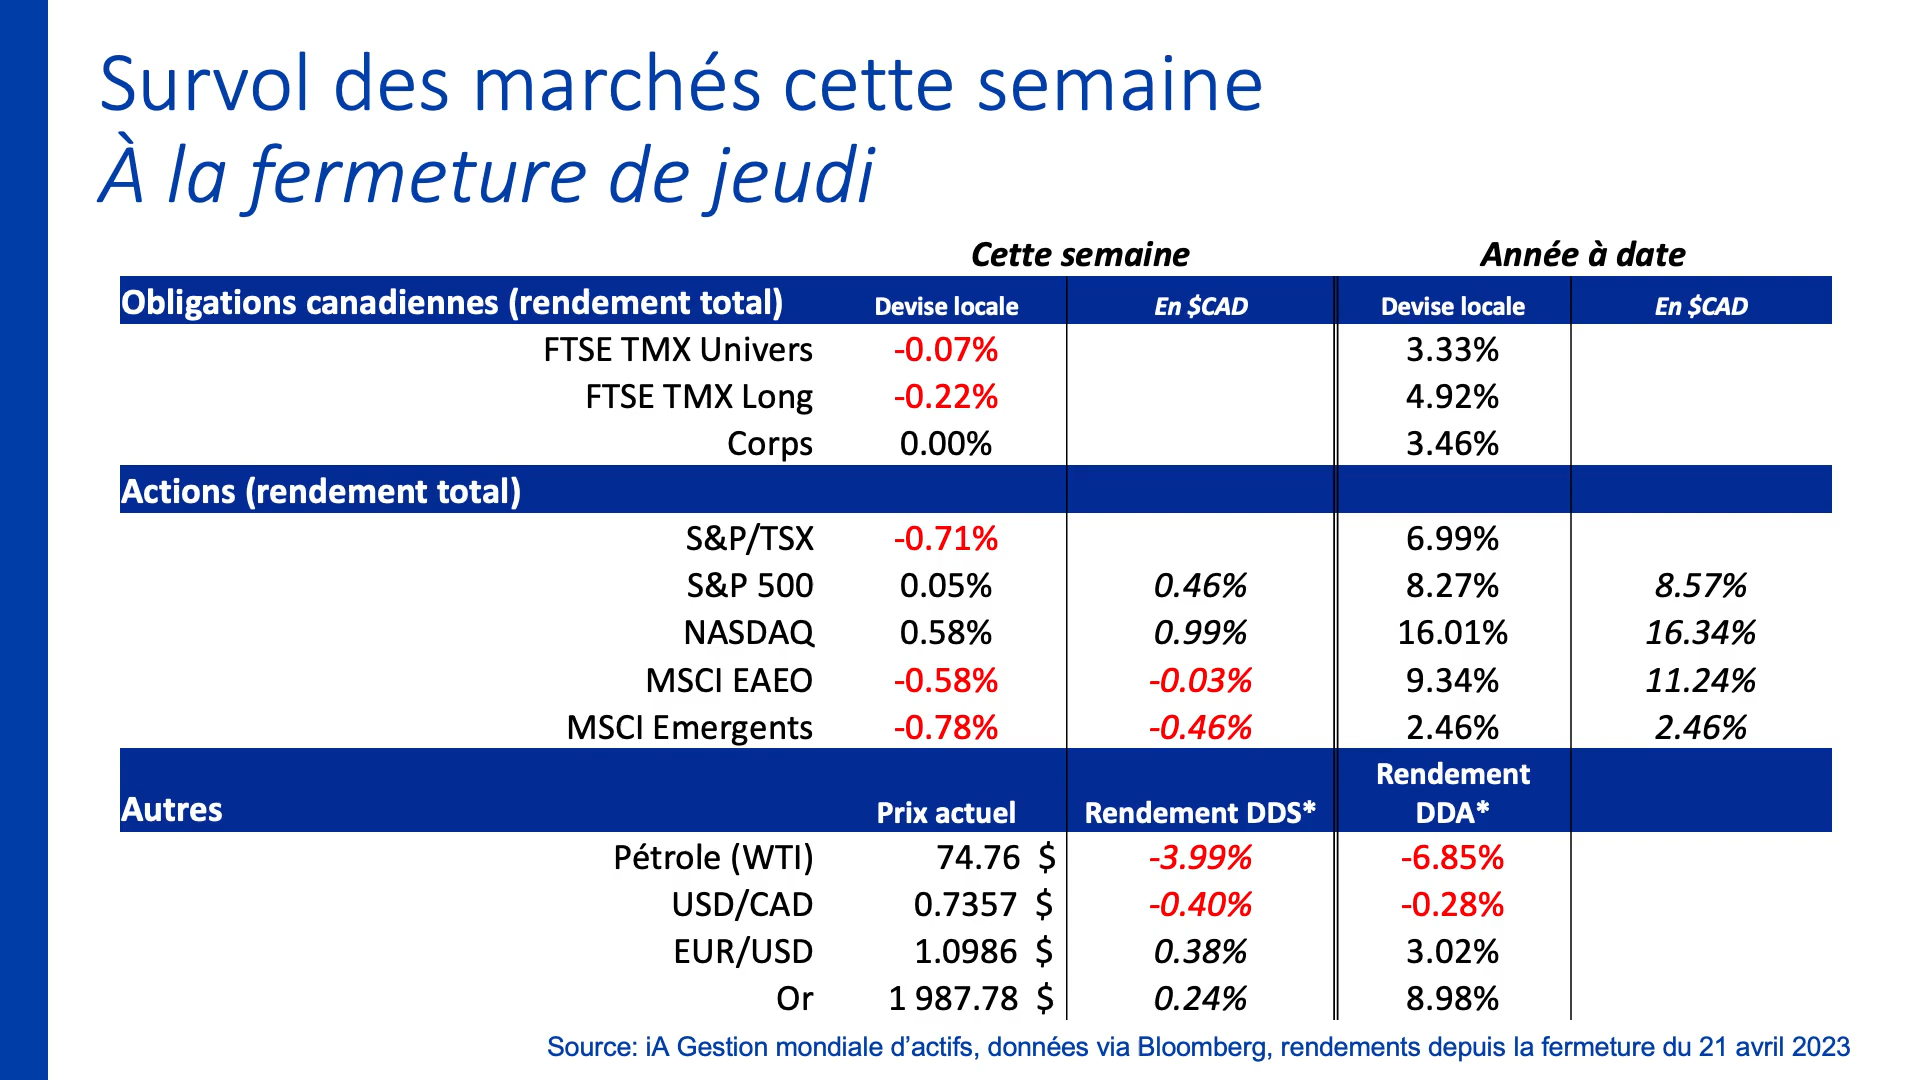 Survol des marchés cette semaine
À la fermeture de jeudi
Cette semaine Année à date
Obligations canadiennes (rendement total) Devise locale En $CAD Devise locale En $CAD
FTSE TMX Univers -0.07% 3.33%
FTSE TMX Long -0.22% 4.92%
Corps 0.00% 3.46%
Actions (rendement total)
S&P/TSX -0.71% 6.99%
S&P 500 0.05% 0.46% 8.27% 8.57%
NASDAQ 0.58% 0.99% 16.01% 16.34%
MSCI EAEO -0.58% -0.03% 9.34% 11.24%
MSCI Emergents -0.78% -0.46% 2.46% 2.46%
Rendement
Autres Prix actuel Rendement DDS* DDA*
Pétrole (WTI) 74.76 $ -3.99% -6.85%
USD/CAD 0.7357 $ -0.40% -0.28%
EUR/USD 1.0986 $ 0.38% 3.02%
Or 1 987.78 $ 0.24% 8.98%
Source: iA Gestion mondiale d’actifs, données via Bloomberg, rendements depuis la fermeture du 21 avril 2023